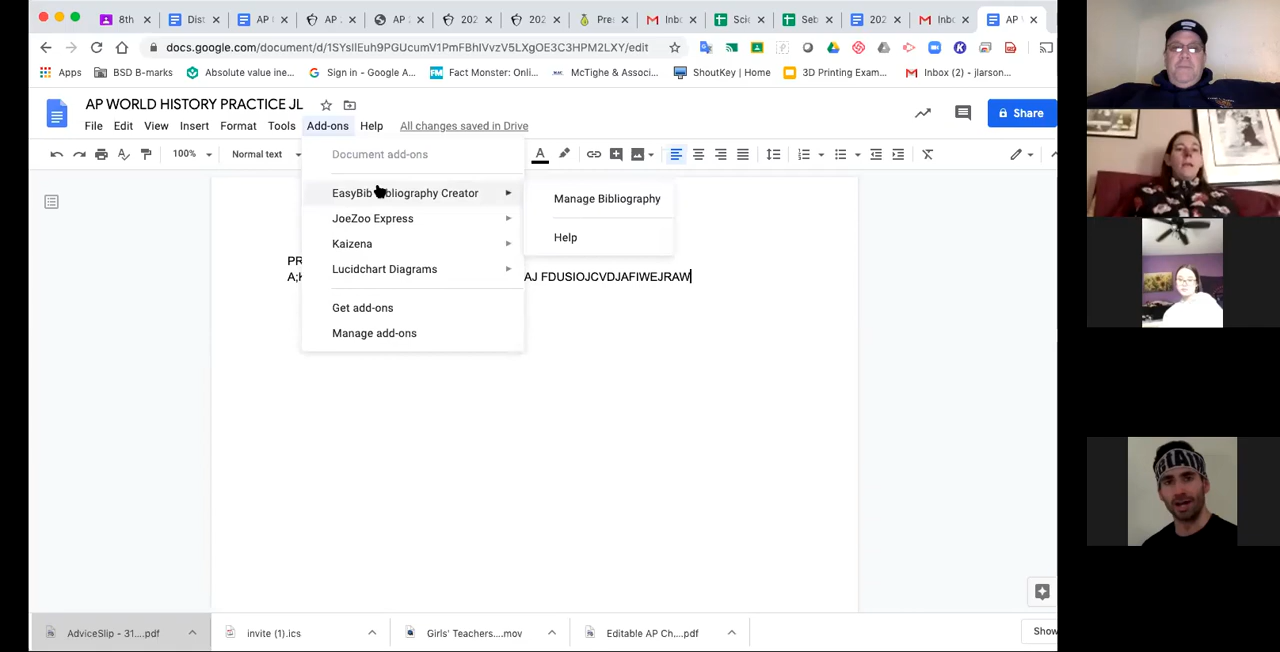 8th
Dist
AP
AP
AP 2
202
202
Pre
Inbo
Scie
Seb
202
Inb
AP
docs.google.com/document/d/1SYsllEuh9PGUcumV1PmFBhIVvzV5LXgOE3C3HPM2LXY/edit
Apps
BSD B-marks
Absolute value ine...
Sign in - Google A...
Fact Monster: Onli...
McTighe & Associ...
ShoutKey | Home
3D Printing Exam...
Inbox (2) - jlarson...
AP WORLD HISTORY PRACTICE JL
File Edit View Insert Format Tools Add-ons Help All changes saved in Drive
Share
100% Normal text
Document add-ons
EasyBib Bibliography Creator
JoeZoo Express
Kaizena
Lucidchart Diagrams
Get add-ons
Manage add-ons
Manage Bibliography
Help
PR
AJ FDUSIOJCVDJAFIWEJRAW
AdviceSlip - 31....pdf
invite (1).ics
Girls' Teachers....mov
Editable AP Ch....pdf
Show